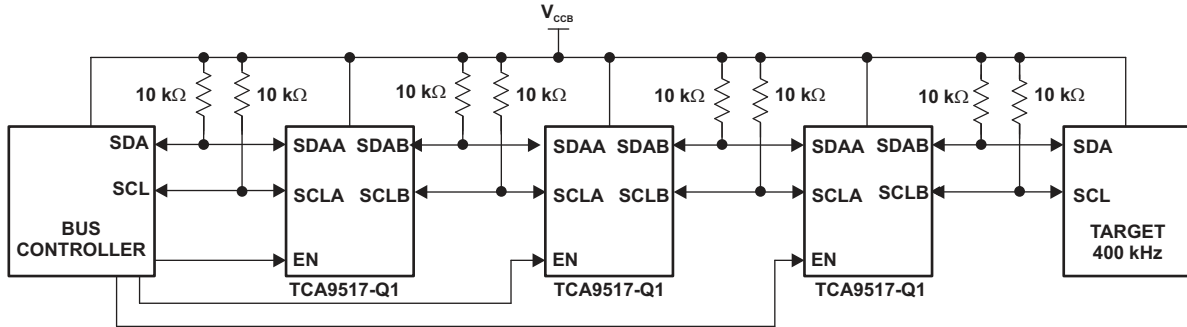 V_CCB
10 kΩ 10 kΩ 10 kΩ 10 kΩ 10 kΩ 10 kΩ 10 kΩ 10 kΩ
SDA SDAA SDAB SDAA SDAB SDAA SDAB SDA
SCL SCLA SCLB SCLA SCLB SCLA SCLB SCL
BUS
CONTROLLER
EN EN EN
TARGET
400 kHz
TCA9517-Q1 TCA9517-Q1 TCA9517-Q1